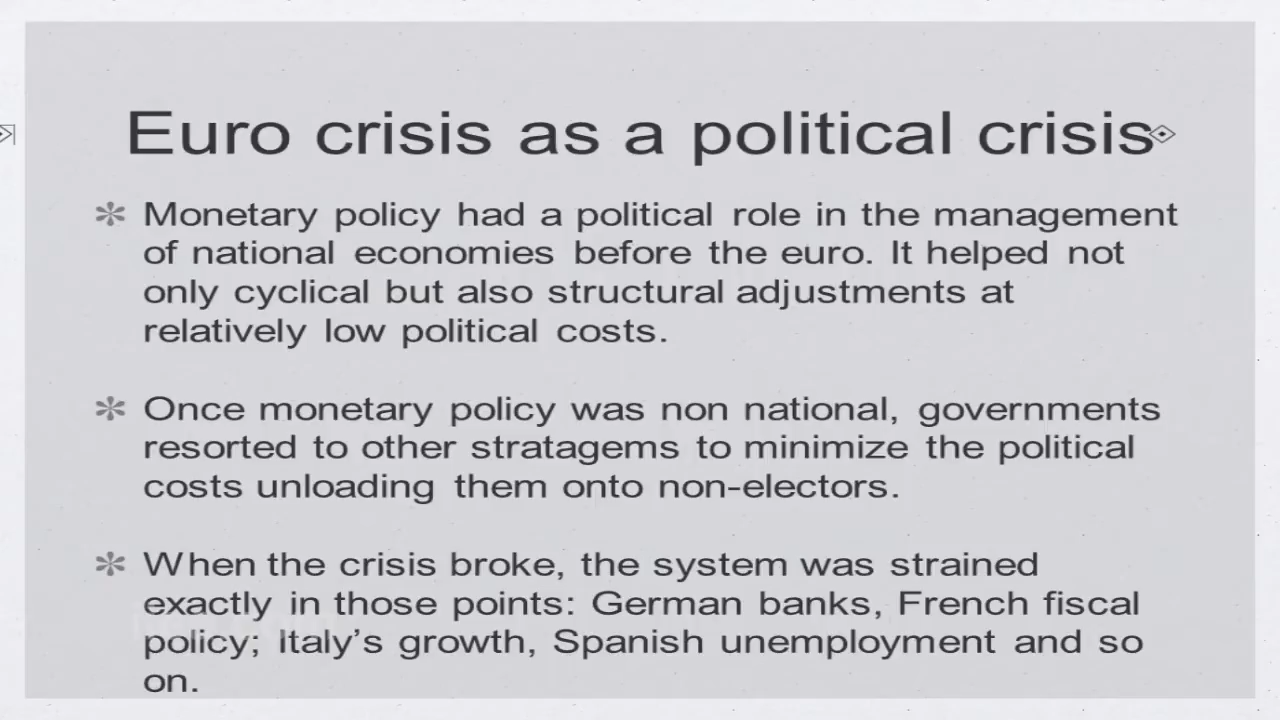 Euro crisis as a political crisis
Monetary policy had a political role in the management
of national economies before the euro. It helped not
only cyclical but also structural adjustments at
relatively low political costs.
Once monetary policy was non national, governments
resorted to other stratagems to minimize the political
costs unloading them onto non-electors.
When the crisis broke, the system was strained
exactly in those points: German banks, French fiscal
policy; Italy’s growth, Spanish unemployment and so
on.